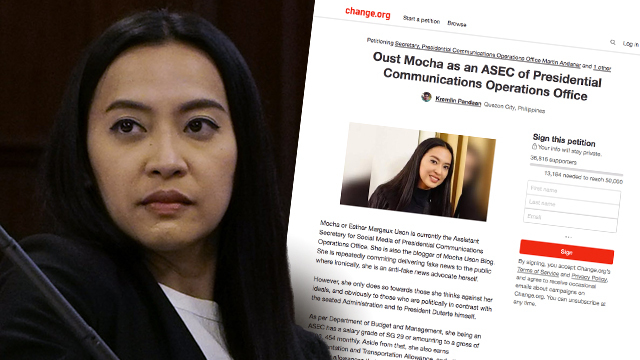 change.org
Start a petition
Browse
Log in
Petitioning Secretary, Presidential Communications Operations Office Martin Andanar and 1 other
Oust Mocha as an ASEC of Presidential
Communications Operations Office
Kremlin Pandaan Quezon City, Philippines
Sign this petition
Your info will stay private.
36,816 supporters
13,184 needed to reach 50,000
First name
Last name
Email
Sign
By signing, you accept Change.org's
Terms of Service and Privacy Policy,
and agree to receive occasional
emails about campaigns on
Change.org. You can unsubscribe at
any time.
Mocha or Esther Margaux Uson is currently the Assistant
Secretary for Social Media of Presidential Communications
Operations Office. She is also the blogger of Mocha Uson Blog.
She is repeatedly commiting delivering fake news to the public
where ironically, she is an anti-fake news advocate herself.
However, she only does so towards those she thinks against her
ideals, and obviously to those who are politically in contrast with
the seated Administration and to President Duterte himself.
As per Department of Budget and Management, she being an
ASEC has a salary grade of SG 29 or amounting to a gross of
454 monthly. Aside from that, she also earns
and Transportation Allowance, and